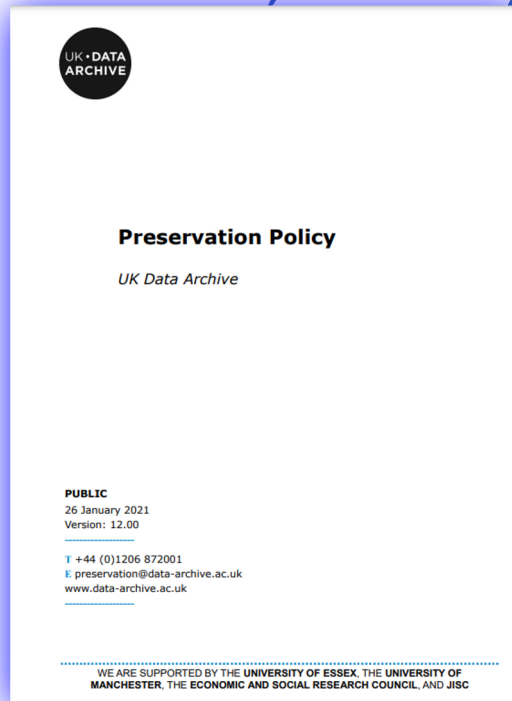 UK•DATA
ARCHIVE
Preservation Policy
UK Data Archive
PUBLIC
26 January 2021
Version: 12.00
T +44 (0)1206 872001
E preservation@data-archive.ac.uk
www.data-archive.ac.uk
WE ARE SUPPORTED BY THE UNIVERSITY OF ESSEX, THE UNIVERSITY OF
MANCHESTER, THE ECONOMIC AND SOCIAL RESEARCH COUNCIL, AND JISC